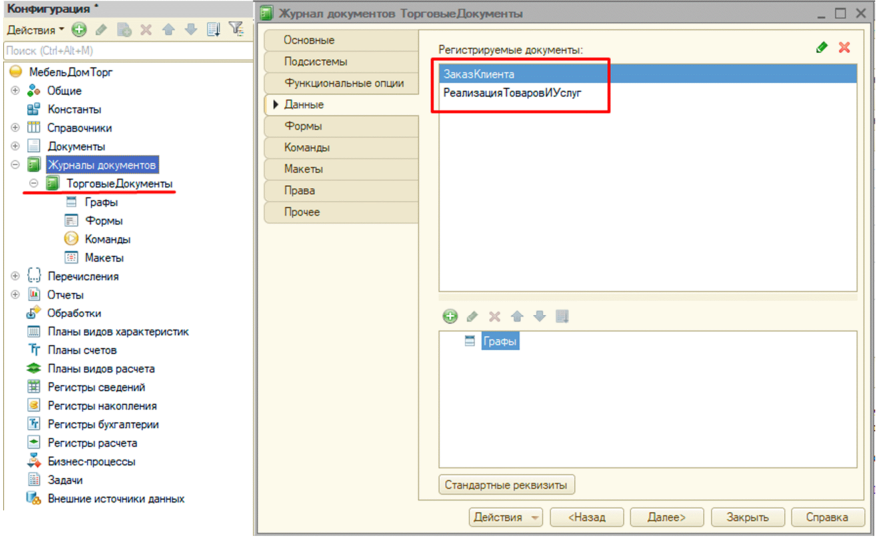 Конфигурация *
Действия
Поиск (Ctrl+Alt+M)
МебельДомТорг
Общие
Константы
Справочники
Документы
Журналы документов
ТорговыеДокументы
Графы
Формы
Команды
Макеты
Перечисления
Отчеты
Обработки
Планы видов характеристик
Планы счетов
Планы видов расчета
Регистры сведений
Регистры накопления
Регистры бухгалтерии
Регистры расчета
Бизнес-процессы
Задачи
Внешние источники данных
Журнал документов ТорговыеДокументы
Основные
Подсистемы
Функциональные опции
Данные
Формы
Команды
Макеты
Права
Прочее
Регистрируемые документы:
ЗаказКлиента
РеализацияТоваровИУслуг
Графы
Стандартные реквизиты
Действия <Назад Далее> Закрыть Справка